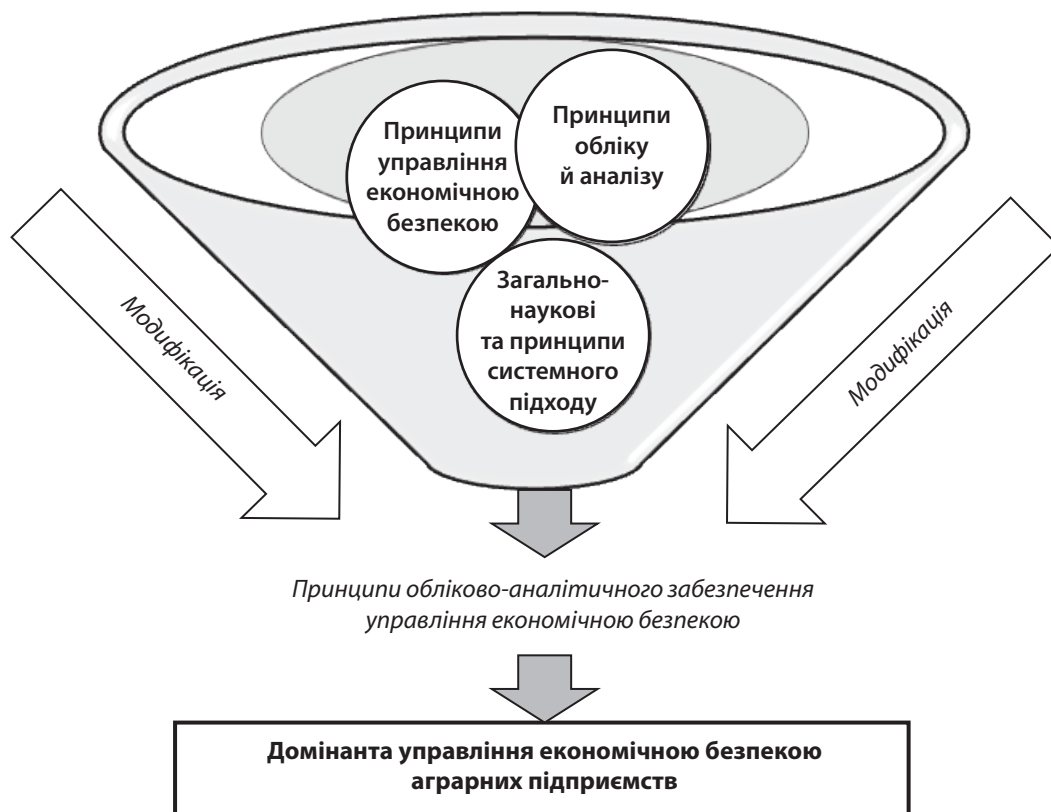 Принципи
управління
економічною
безпекою
Принципи
обліку
й аналізу
Загально-
наукові
та принципи
системного
підходу
Модифікація
Модифікація
Принципи обліково-аналітичного забезпечення
управління економічною безпекою
Домінанта управління економічною безпекою
аграрних підприємств